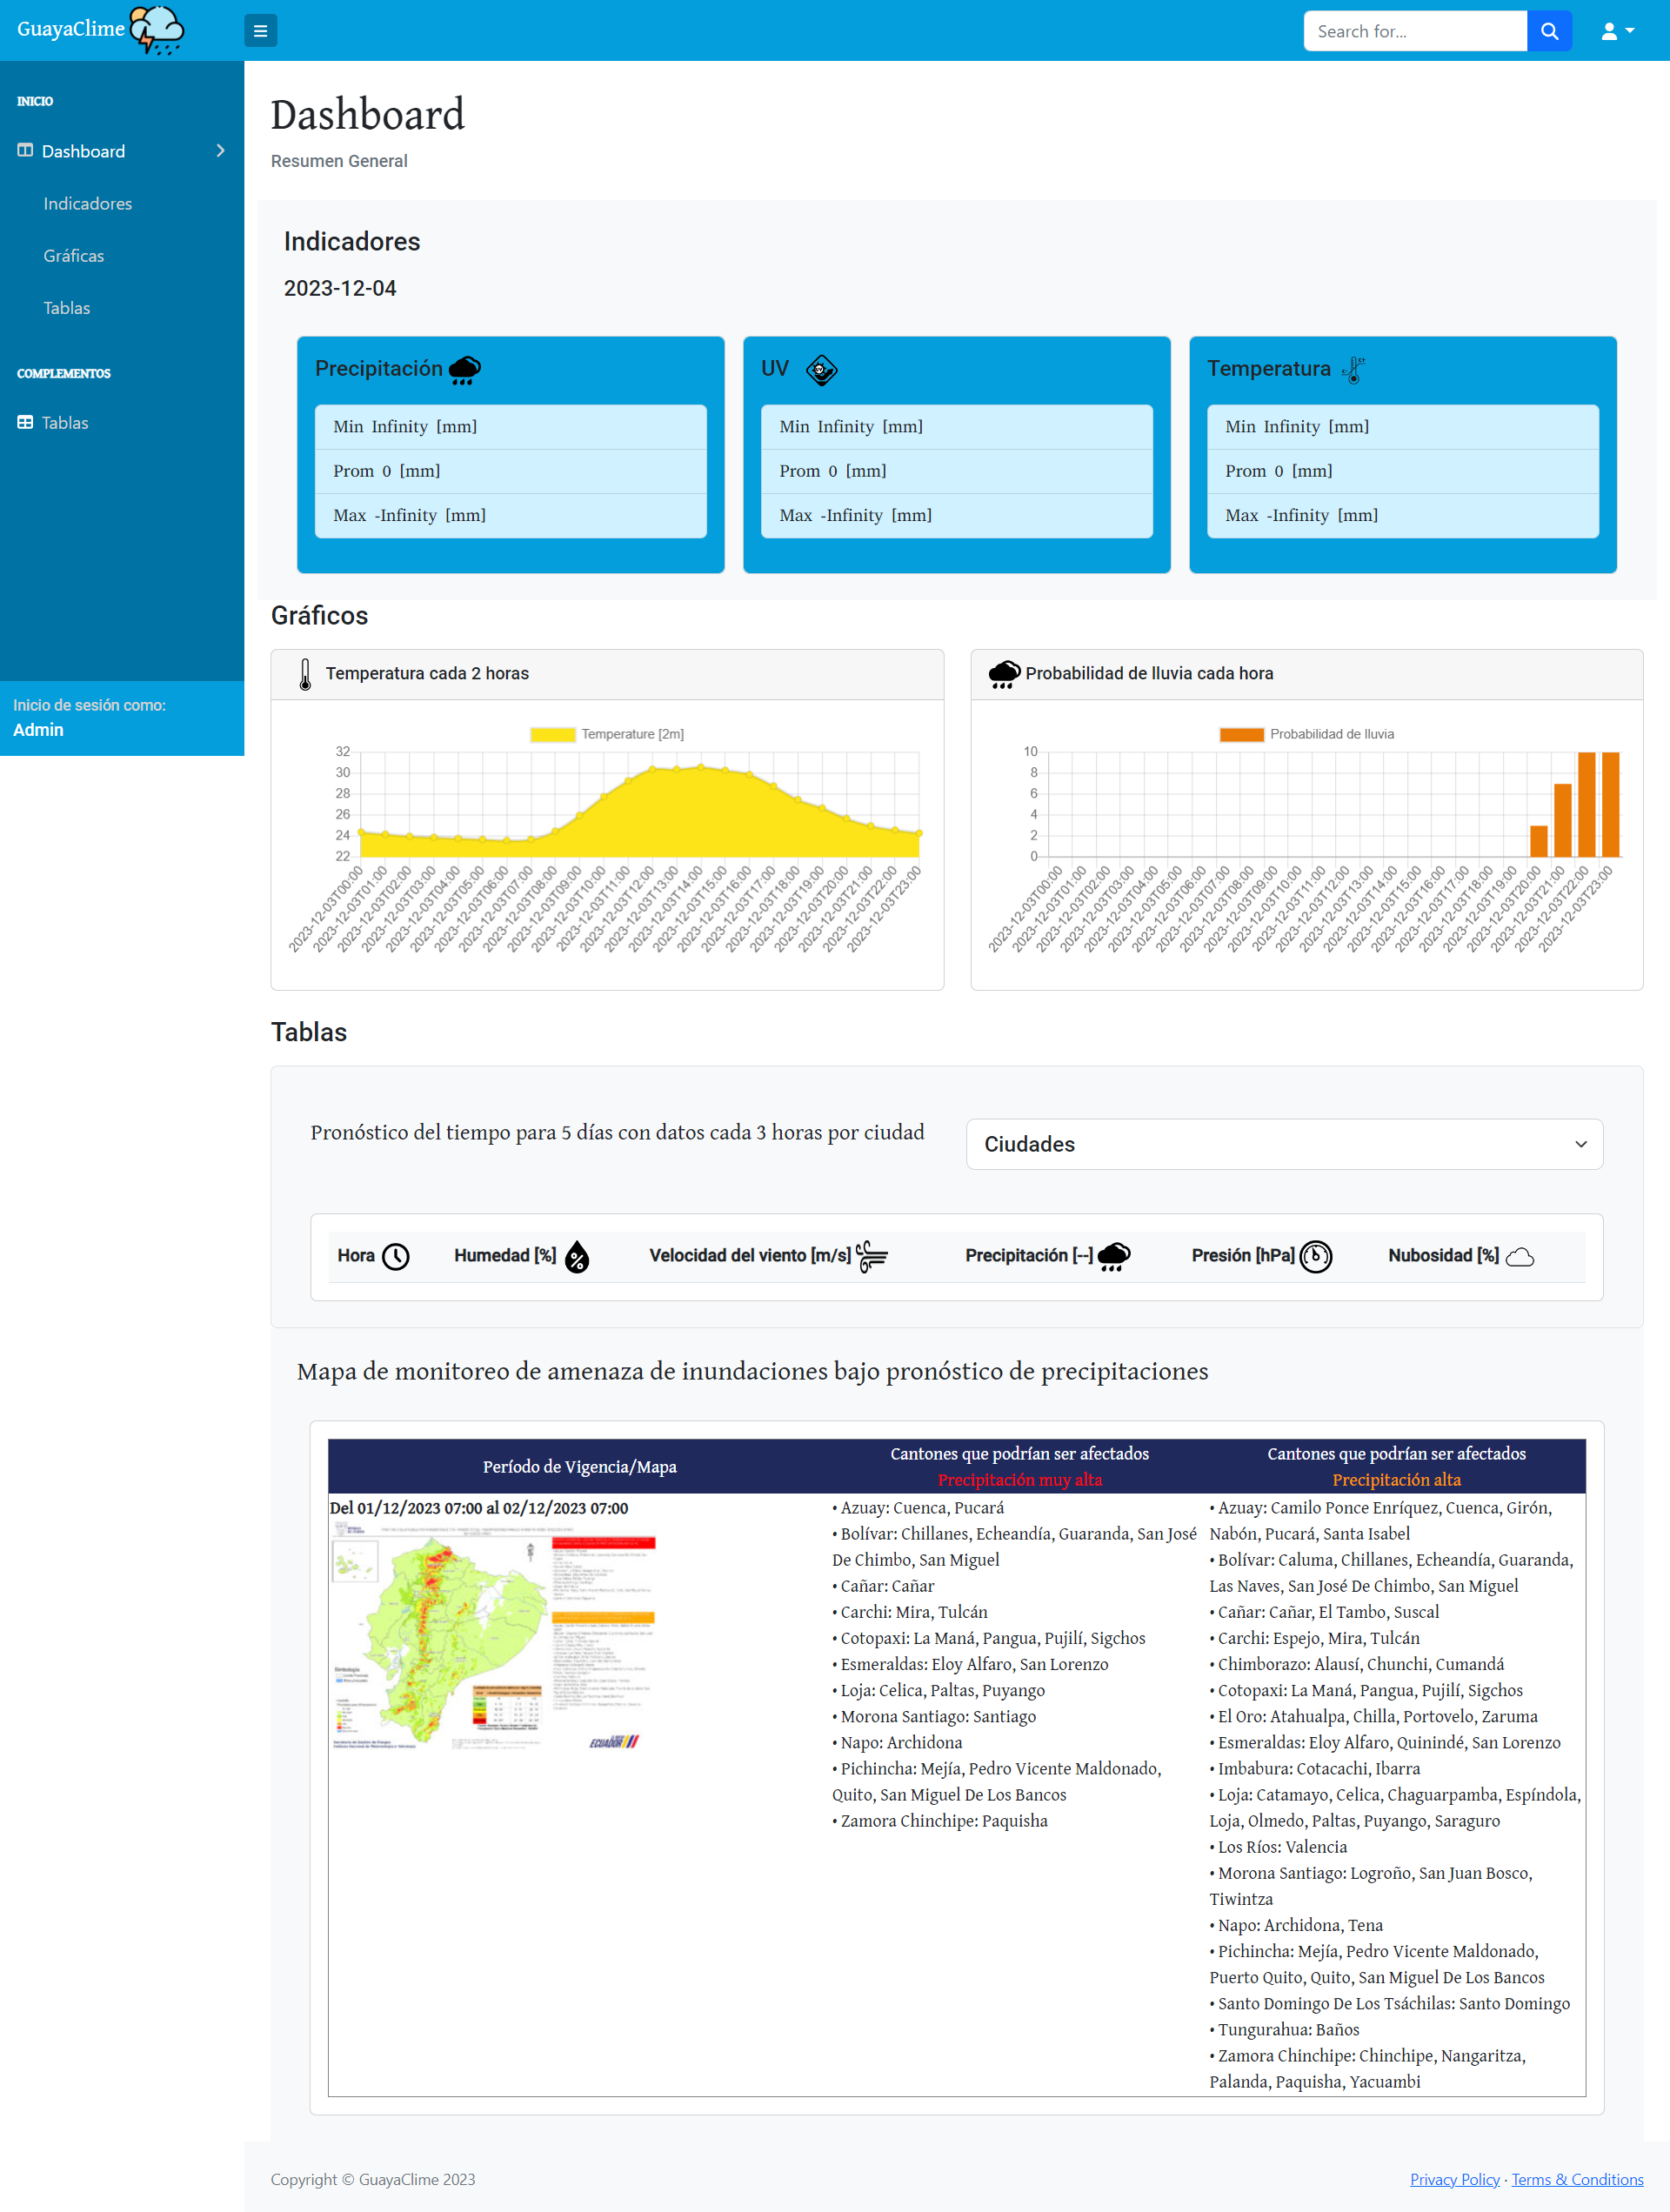 GuayaClime
Search for...
INICIO
Dashboard
Indicadores
Gráficas
Tablas
COMPLEMENTOS
Tablas
Inicio de sesión como:
Admin
Dashboard
Resumen General
Indicadores
2023-12-04
Precipitación
Min Infinity [mm]
Prom 0 [mm]
Max -Infinity [mm]
UV
Min Infinity [mm]
Prom 0 [mm]
Max -Infinity [mm]
Temperatura
Min Infinity [mm]
Prom 0 [mm]
Max -Infinity [mm]
Gráficos
Temperatura cada 2 horas
Temperature [2m]
32
30
28
26
24
22
2023-12-03T00:00
2023-12-03T01:00
2023-12-03T02:00
2023-12-03T03:00
2023-12-03T04:00
2023-12-03T05:00
2023-12-03T06:00
2023-12-03T07:00
2023-12-03T08:00
2023-12-03T09:00
2023-12-03T10:00
2023-12-03T11:00
2023-12-03T12:00
2023-12-03T13:00
2023-12-03T14:00
2023-12-03T15:00
2023-12-03T16:00
2023-12-03T17:00
2023-12-03T18:00
2023-12-03T19:00
2023-12-03T20:00
2023-12-03T21:00
2023-12-03T22:00
2023-12-03T23:00
Probabilidad de lluvia cada hora
Probabilidad de lluvia
10
8
6
4
2
0
2023-12-03T00:00
2023-12-03T01:00
2023-12-03T02:00
2023-12-03T03:00
2023-12-03T04:00
2023-12-03T05:00
2023-12-03T06:00
2023-12-03T07:00
2023-12-03T08:00
2023-12-03T09:00
2023-12-03T10:00
2023-12-03T11:00
2023-12-03T12:00
2023-12-03T13:00
2023-12-03T14:00
2023-12-03T15:00
2023-12-03T16:00
2023-12-03T17:00
2023-12-03T18:00
2023-12-03T19:00
2023-12-03T20:00
2023-12-03T21:00
2023-12-03T22:00
2023-12-03T23:00
Tablas
Pronóstico del tiempo para 5 días con datos cada 3 horas por ciudad
Ciudades
Hora Humedad [%] Velocidad del viento [m/s] Precipitación [--] Presión [hPa] Nubosidad [%]
Mapa de monitoreo de amenaza de inundaciones bajo pronóstico de precipitaciones
Período de Vigencia/Mapa
Cantones que podrían ser afectados
Precipitación muy alta
Cantones que podrían ser afectados
Precipitación alta
Del 01/12/2023 07:00 al 02/12/2023 07:00
ECUADOR
• Azuay: Cuenca, Pucará
• Bolívar: Chillanes, Echeandía, Guaranda, San José
De Chimbo, San Miguel
• Cañar: Cañar
• Carchi: Mira, Tulcán
• Cotopaxi: La Maná, Pangua, Pujilí, Sigchos
• Esmeraldas: Eloy Alfaro, San Lorenzo
• Loja: Celica, Paltas, Puyango
• Morona Santiago: Santiago
• Napo: Archidona
• Pichincha: Mejía, Pedro Vicente Maldonado,
Quito, San Miguel De Los Bancos
• Zamora Chinchipe: Paquisha
• Azuay: Camilo Ponce Enríquez, Cuenca, Girón,
Nabón, Pucará, Santa Isabel
• Bolívar: Caluma, Chillanes, Echeandía, Guaranda,
Las Naves, San José De Chimbo, San Miguel
• Cañar: Cañar, El Tambo, Suscal
• Carchi: Espejo, Mira, Tulcán
• Chimborazo: Alausí, Chunchi, Cumandá
• Cotopaxi: La Maná, Pangua, Pujilí, Sigchos
• El Oro: Atahualpa, Chilla, Portovelo, Zaruma
• Esmeraldas: Eloy Alfaro, Quinindé, San Lorenzo
• Imbabura: Cotacachi, Ibarra
• Loja: Catamayo, Celica, Chaguarpamba, Espíndola,
Loja, Olmedo, Paltas, Puyango, Saraguro
• Los Ríos: Valencia
• Morona Santiago: Logroño, San Juan Bosco,
Tiwintza
• Napo: Archidona, Tena
• Pichincha: Mejía, Pedro Vicente Maldonado,
Puerto Quito, Quito, San Miguel De Los Bancos
• Santo Domingo De Los Tsáchilas: Santo Domingo
• Tungurahua: Baños
• Zamora Chinchipe: Chinchipe, Nangaritza,
Palanda, Paquisha, Yacuambi
Copyright © GuayaClime 2023
Privacy Policy · Terms & Conditions